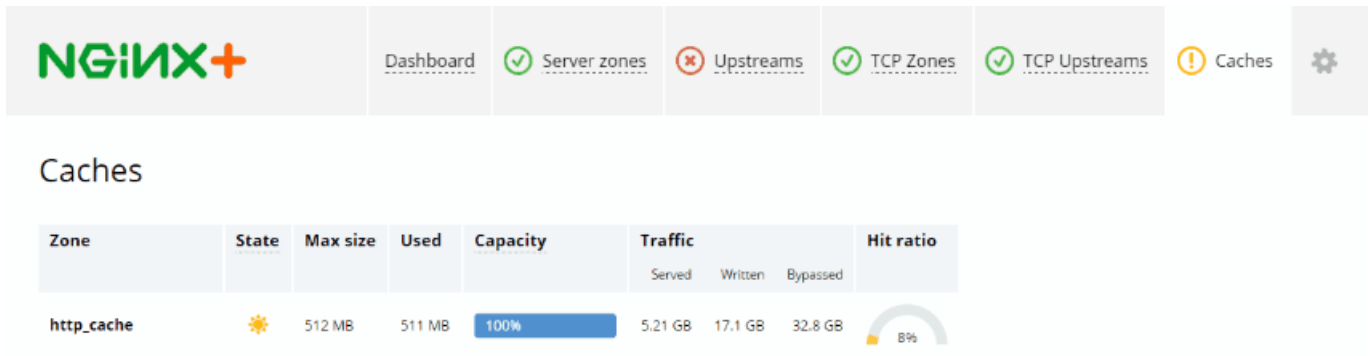 NGINX+ Dashboard Server zones Upstreams TCP Zones TCP Upstreams Caches
Caches
Zone State Max size Used Capacity Traffic Hit ratio
Served Written Bypassed
http_cache 512 MB 511 MB 100% 5.21 GB 17.1 GB 32.8 GB 8%